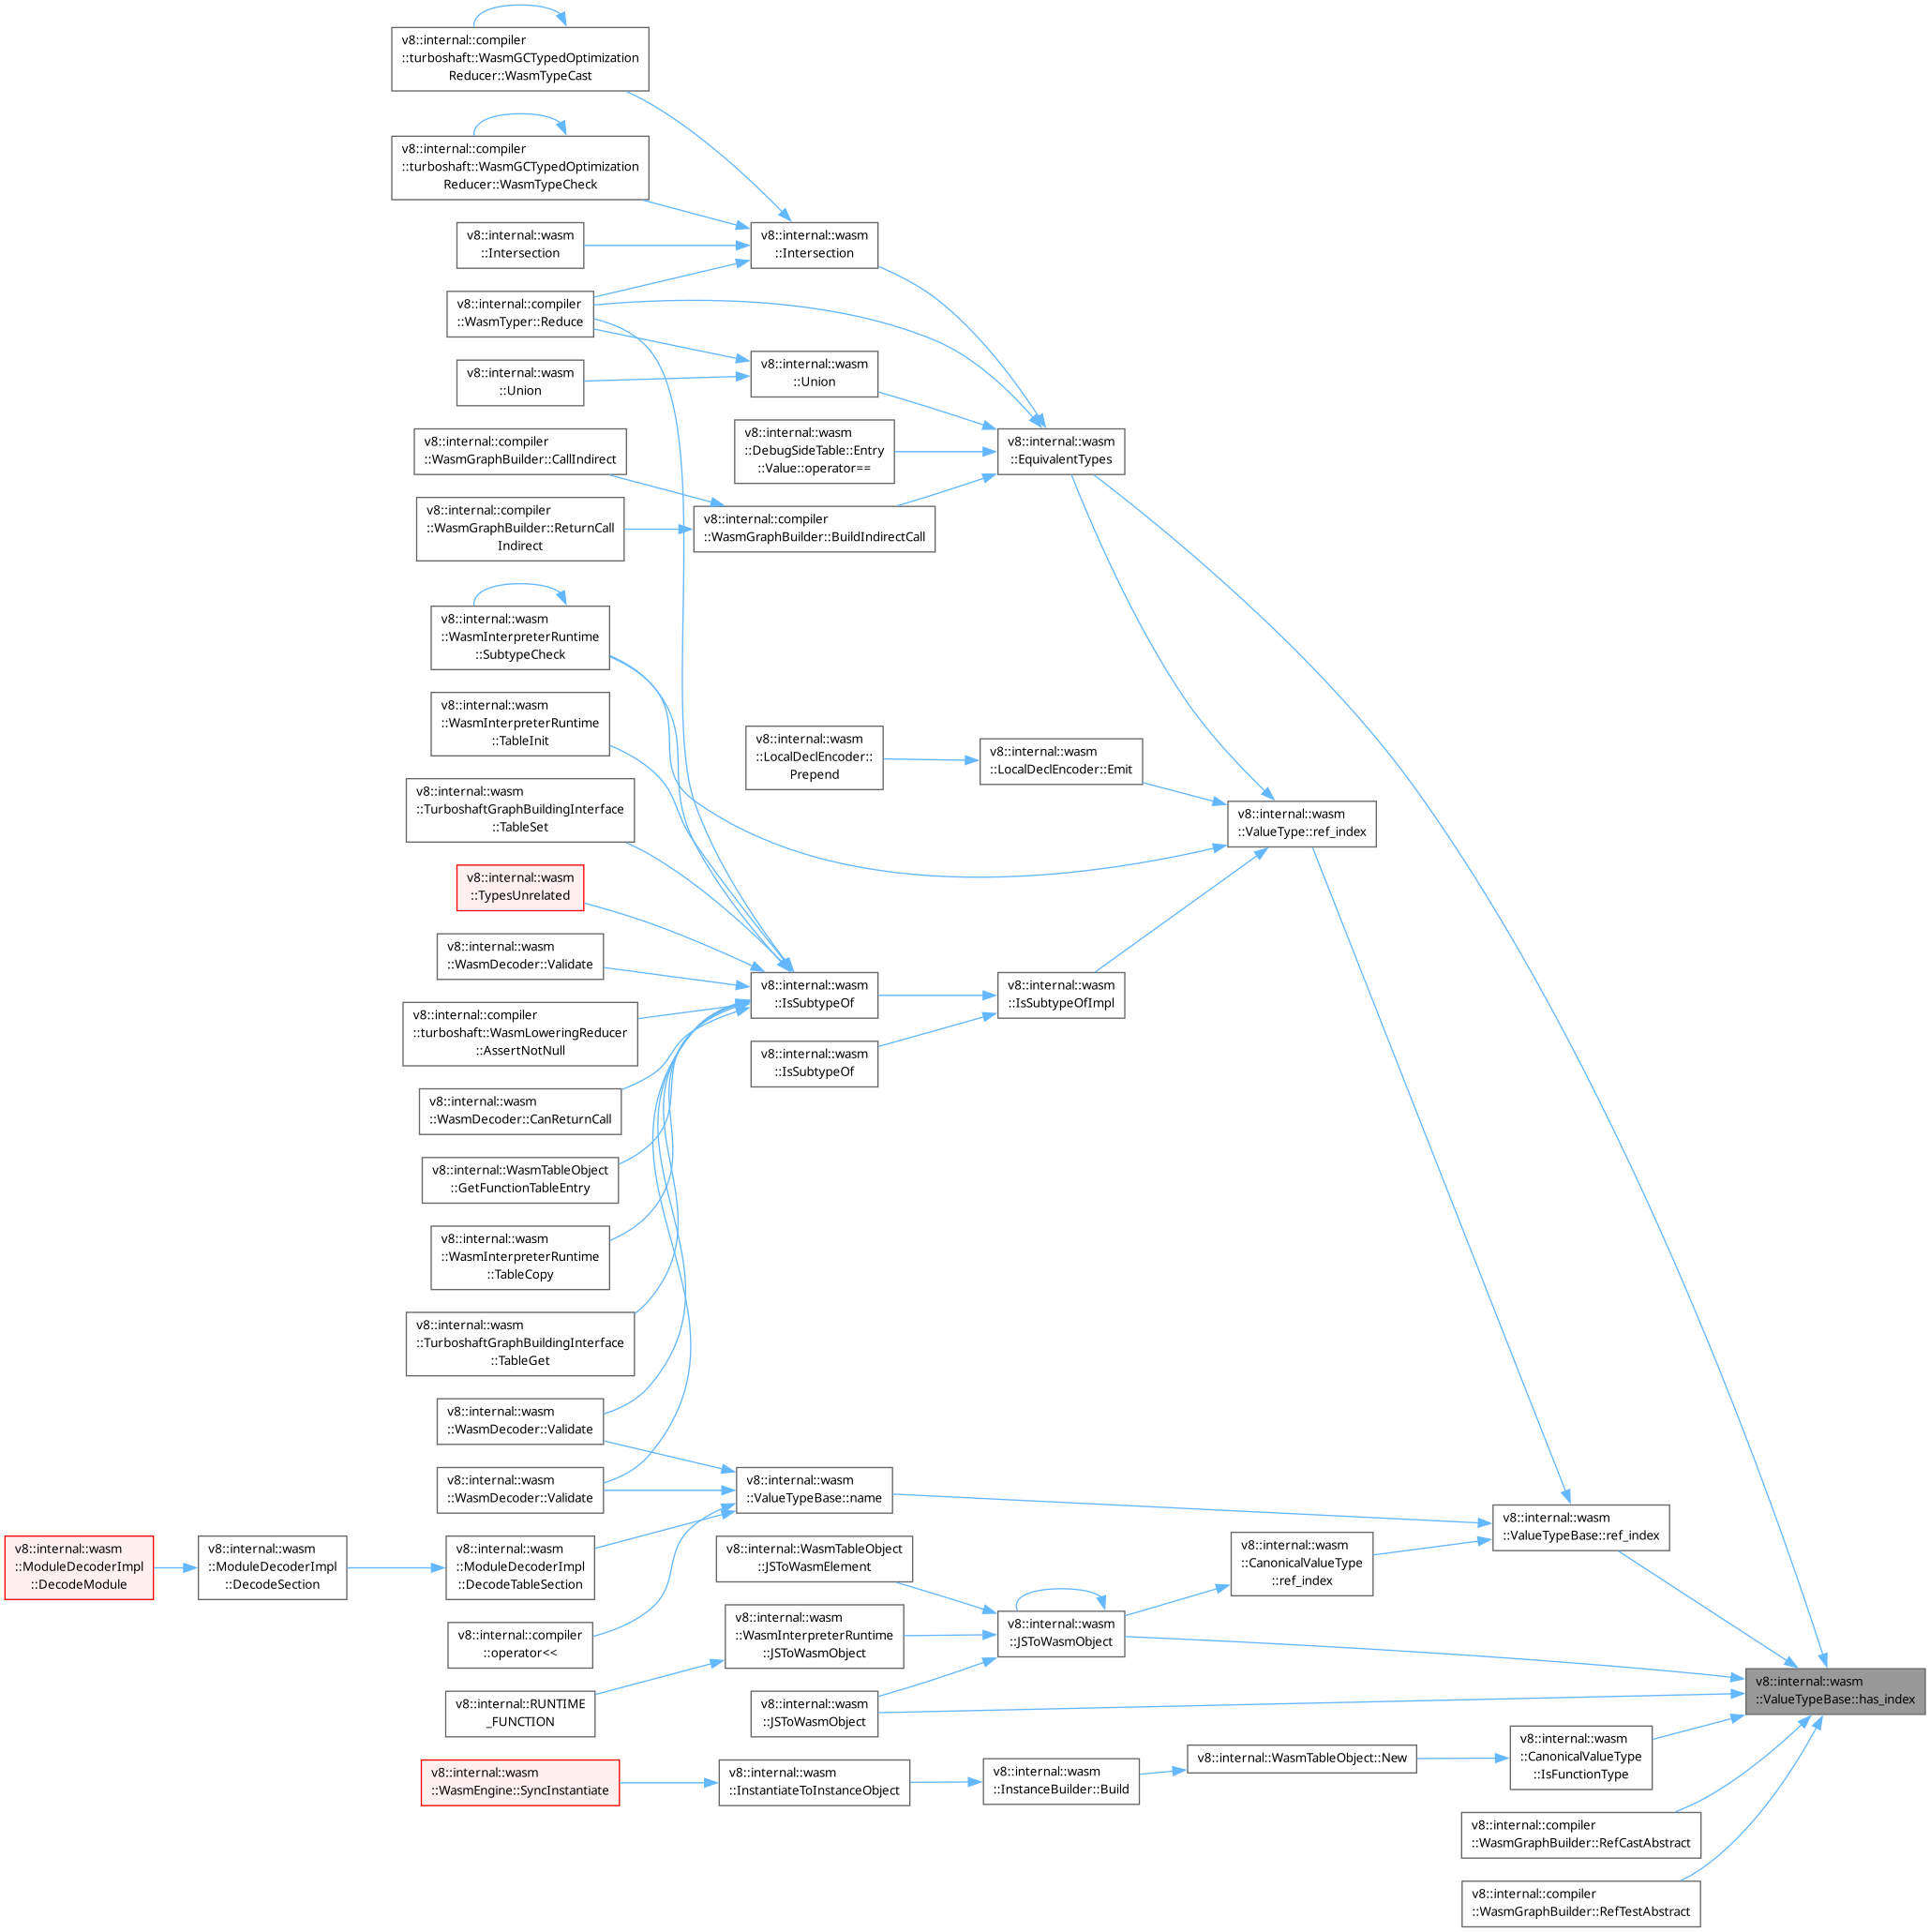 v8::internal::compiler
::turboshaft::WasmGCTypedOptimization
Reducer::WasmTypeCast
v8::internal::compiler
::turboshaft::WasmGCTypedOptimization
Reducer::WasmTypeCheck
v8::internal::wasm
::Intersection
v8::internal::wasm
::Intersection
v8::internal::compiler
::WasmTyper::Reduce
v8::internal::wasm
::Union
v8::internal::wasm
::Union
v8::internal::wasm
::DebugSideTable::Entry
::Value::operator==
v8::internal::wasm
::EquivalentTypes
v8::internal::compiler
::WasmGraphBuilder::CallIndirect
v8::internal::compiler
::WasmGraphBuilder::ReturnCall
Indirect
v8::internal::compiler
::WasmGraphBuilder::BuildIndirectCall
v8::internal::wasm
::WasmInterpreterRuntime
::SubtypeCheck
v8::internal::wasm
::WasmInterpreterRuntime
::TableInit
v8::internal::wasm
::LocalDeclEncoder::
Prepend
v8::internal::wasm
::LocalDeclEncoder::Emit
v8::internal::wasm
::TurboshaftGraphBuildingInterface
::TableSet
v8::internal::wasm
::ValueType::ref_index
v8::internal::wasm
::TypesUnrelated
v8::internal::wasm
::WasmDecoder::Validate
v8::internal::wasm
::IsSubtypeOf
v8::internal::wasm
::IsSubtypeOfImpl
v8::internal::compiler
::turboshaft::WasmLoweringReducer
::AssertNotNull
v8::internal::wasm
::IsSubtypeOf
v8::internal::wasm
::WasmDecoder::CanReturnCall
v8::internal::WasmTableObject
::GetFunctionTableEntry
v8::internal::wasm
::WasmInterpreterRuntime
::TableCopy
v8::internal::wasm
::TurboshaftGraphBuildingInterface
::TableGet
v8::internal::wasm
::WasmDecoder::Validate
v8::internal::wasm
::WasmDecoder::Validate
v8::internal::wasm
::ValueTypeBase::name
v8::internal::wasm
::ValueTypeBase::ref_index
v8::internal::wasm
::ModuleDecoderImpl
::DecodeModule
v8::internal::wasm
::ModuleDecoderImpl
::DecodeSection
v8::internal::wasm
::ModuleDecoderImpl
::DecodeTableSection
v8::internal::WasmTableObject
::JSToWasmElement
v8::internal::wasm
::CanonicalValueType
::ref_index
v8::internal::compiler
::operator<<
v8::internal::wasm
::WasmInterpreterRuntime
::JSToWasmObject
v8::internal::wasm
::JSToWasmObject
v8::internal::RUNTIME
_FUNCTION
v8::internal::wasm
::JSToWasmObject
v8::internal::wasm
::ValueTypeBase::has_index
v8::internal::wasm
::WasmEngine::SyncInstantiate
v8::internal::wasm
::InstantiateToInstanceObject
v8::internal::wasm
::InstanceBuilder::Build
v8::internal::WasmTableObject::New
v8::internal::wasm
::CanonicalValueType
::IsFunctionType
v8::internal::compiler
::WasmGraphBuilder::RefCastAbstract
v8::internal::compiler
::WasmGraphBuilder::RefTestAbstract